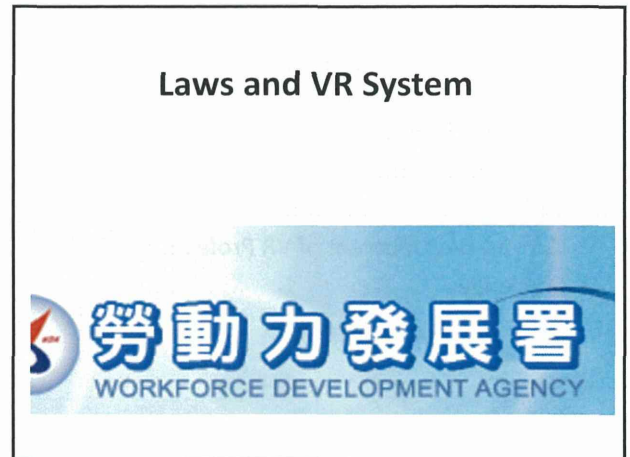 Laws and VR System
勞動力發展署
WORKFORCE DEVELOPMENT AGENCY